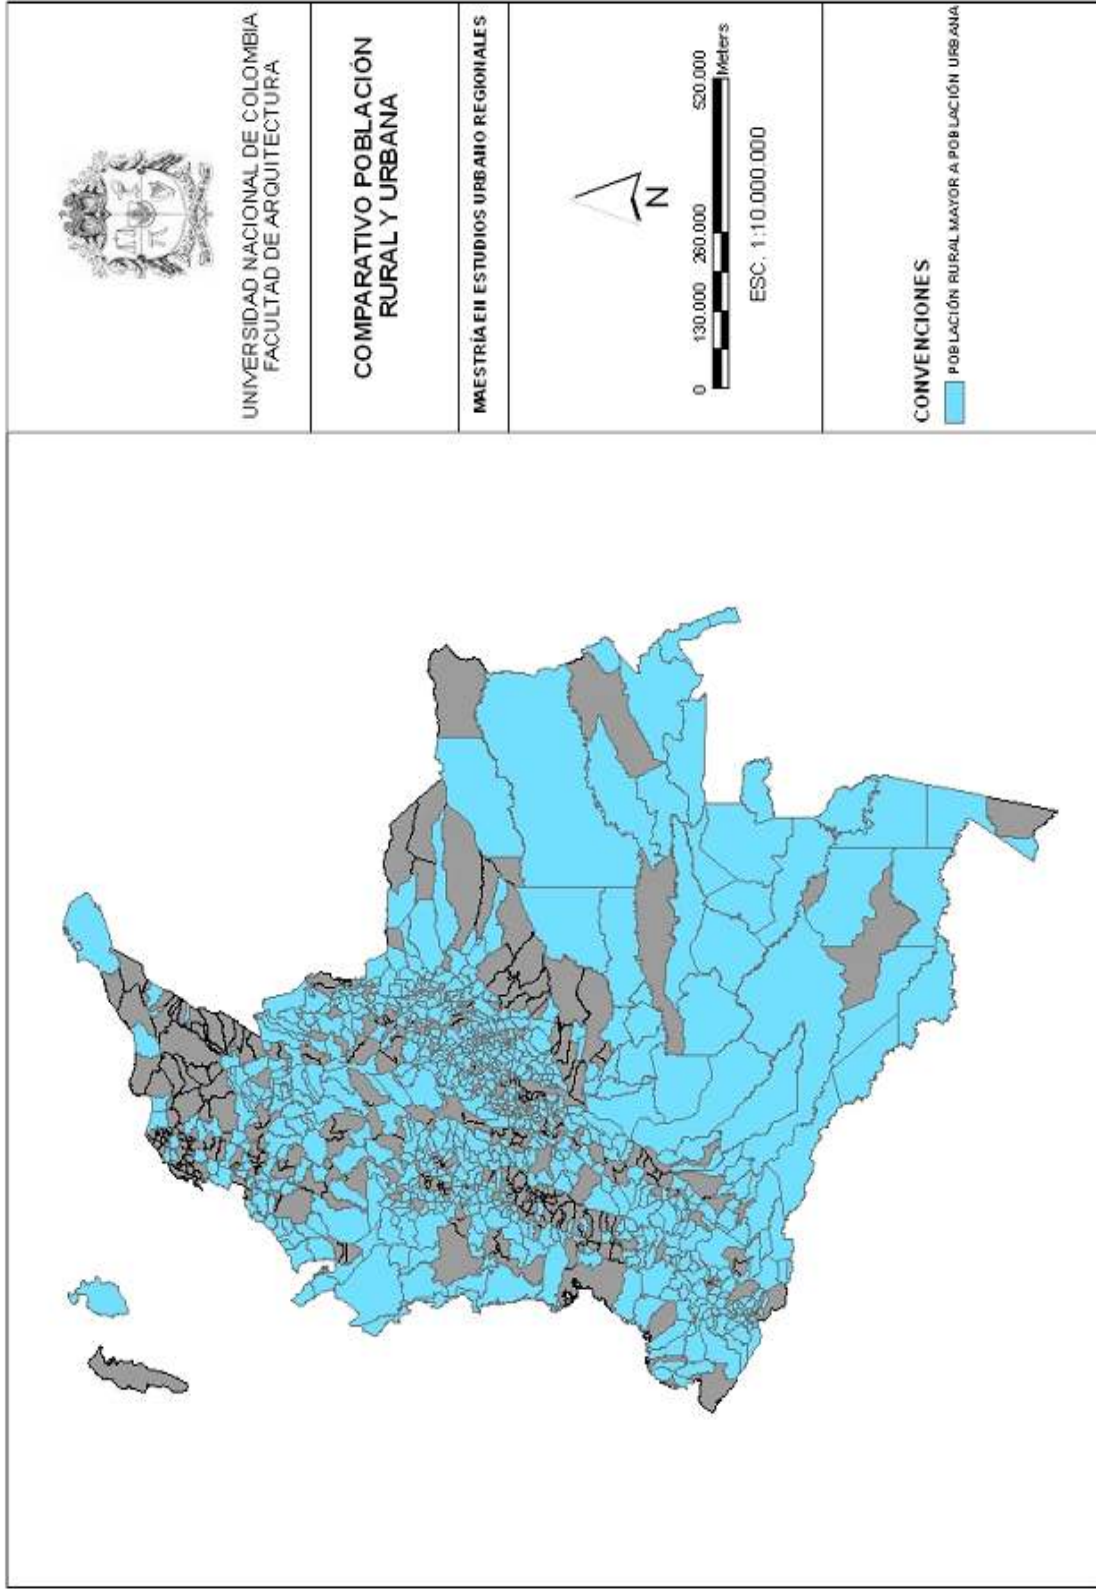 UNIVERSIDAD NACIONAL DE COLOMBIA
FACULTAD DE ARQUITECTURA
COMPARATIVO POBLACIÓN
RURAL Y URBANA
MAESTRÍA EN ESTUDIOS URBANO REGIONALES
N
0 130.000 260.000 520.000
Meters
ESC. 1:10.000.000
CONVENCIONES
POBLACIÓN RURAL MAYOR A POBLACIÓN URBANA